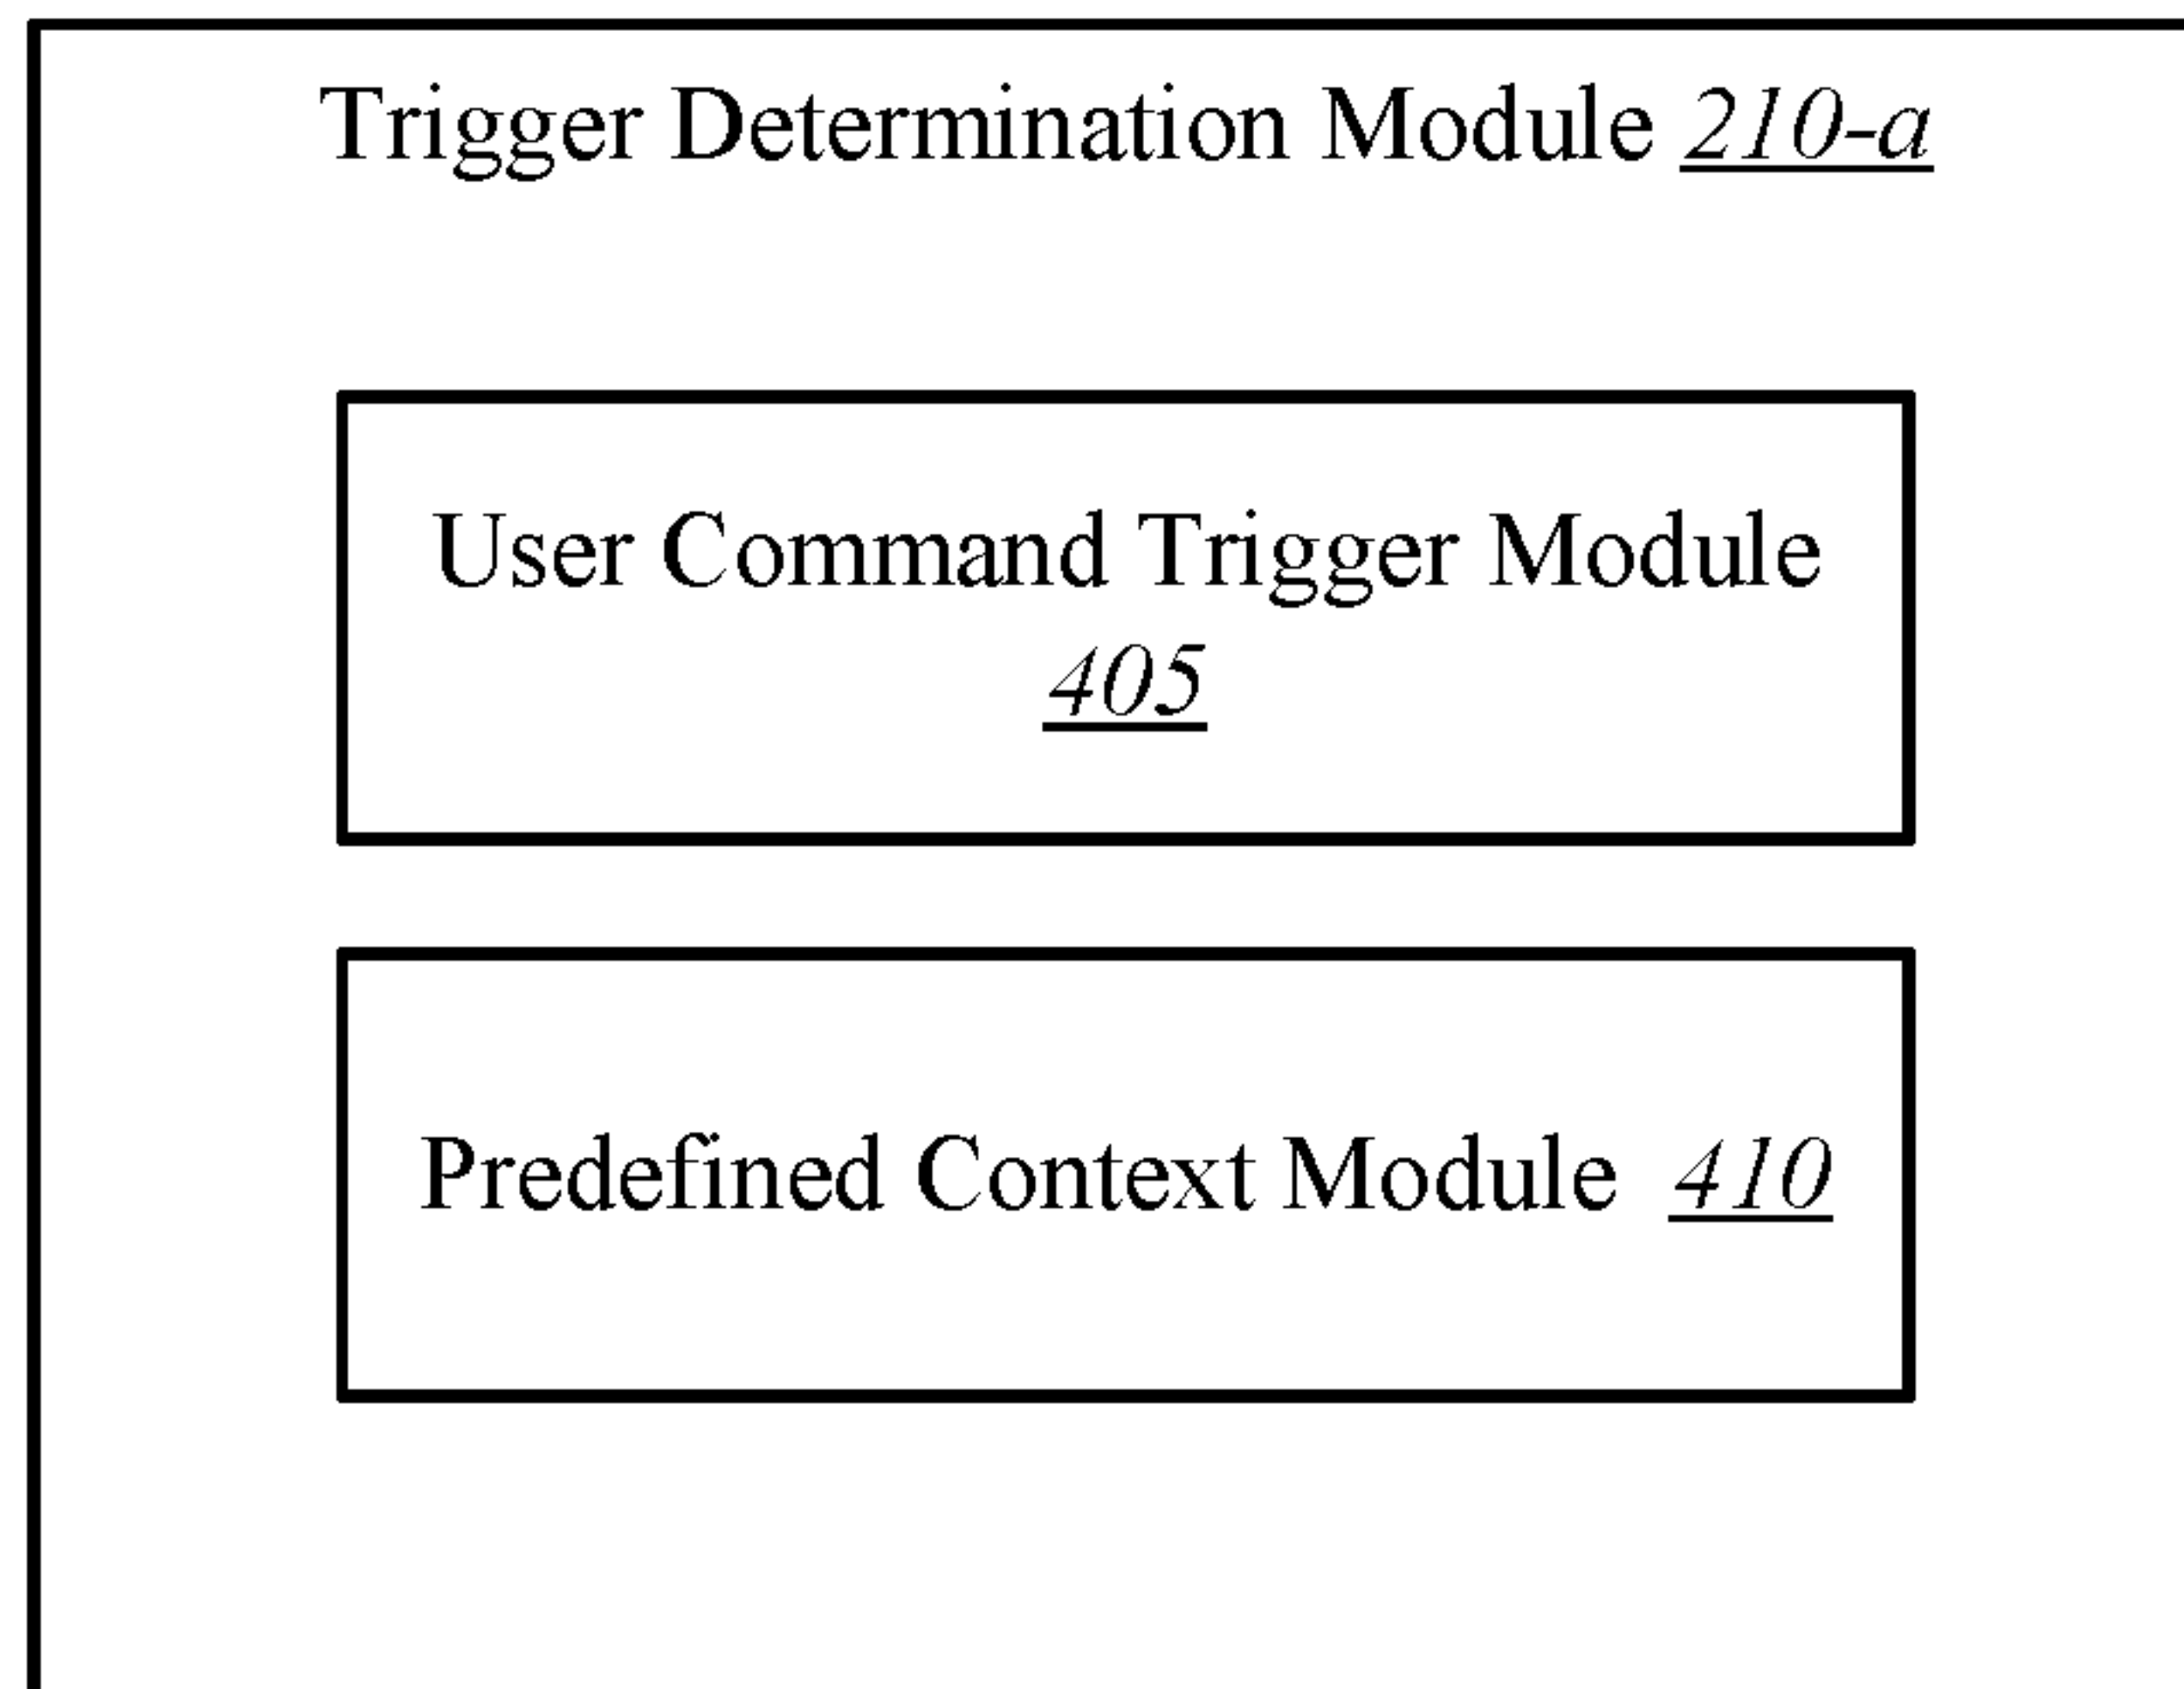 Trigger Determination Module 210-a
User Command Trigger Module
405
Predefined Context Module 410